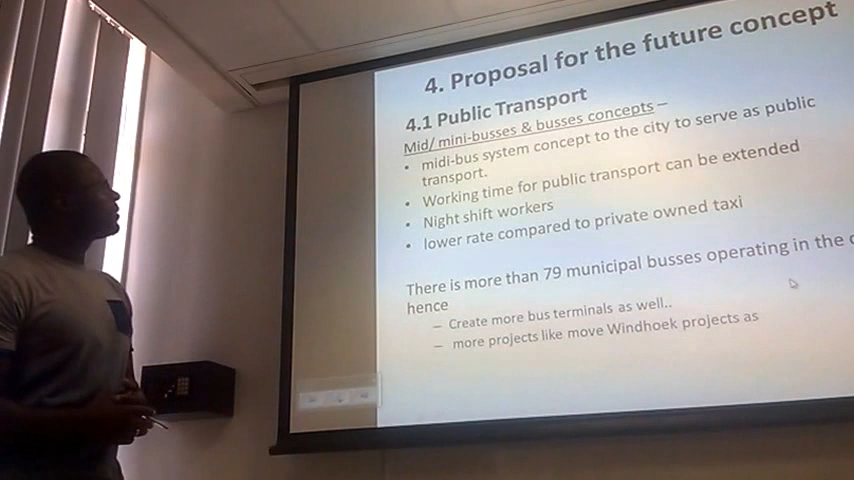 4. Proposal for the future concept
4.1 Public Transport
Mid/ mini-busses & busses concepts –
• midi-bus system concept to the city to serve as public
transport.
• Working time for public transport can be extended
• Night shift workers
• lower rate compared to private owned taxi
There is more than 79 municipal busses operating in the
hence
– Create more bus terminals as well..
– more projects like move Windhoek projects as